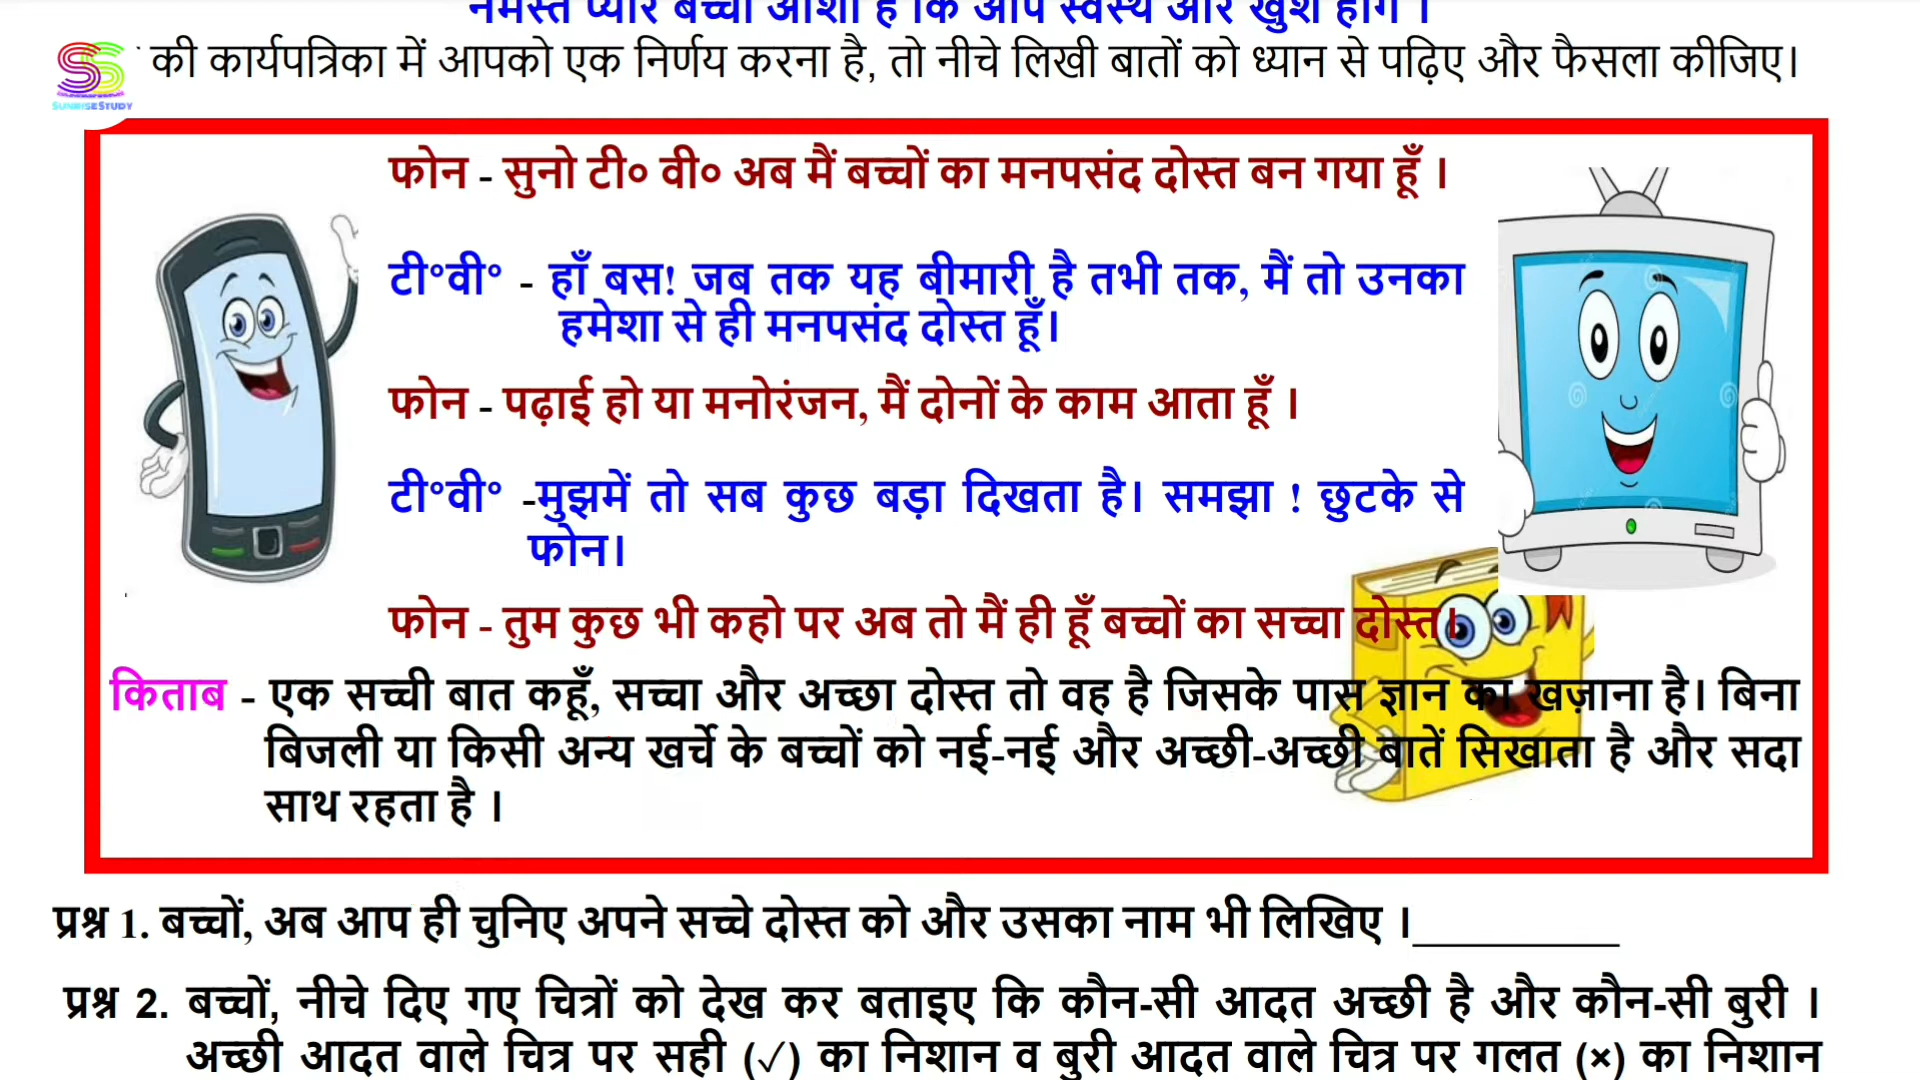 नमस्ते प्यारे बच्चों आशा है कि आप स्वस्थ और खुश होंगे ।
की कार्यपत्रिका में आपको एक निर्णय करना है, तो नीचे लिखी बातों को ध्यान से पढ़िए और फैसला कीजिए।
SUNRISE STUDY
फोन - सुनो टी० वी० अब मैं बच्चों का मनपसंद दोस्त बन गया हूँ ।
टी°वी° - हाँ बस! जब तक यह बीमारी है तभी तक, मैं तो उनका
हमेशा से ही मनपसंद दोस्त हूँ।
फोन - पढ़ाई हो या मनोरंजन, मैं दोनों के काम आता हूँ ।
टी°वी° -मुझमें तो सब कुछ बड़ा दिखता है। समझा ! छुटके से
फोन।
फोन - तुम कुछ भी कहो पर अब तो मैं ही हूँ बच्चों का सच्चा दोस्त।
किताब - एक सच्ची बात कहूँ, सच्चा और अच्छा दोस्त तो वह है जिसके पास ज्ञान का खज़ाना है। बिना
बिजली या किसी अन्य खर्चे के बच्चों को नई-नई और अच्छी-अच्छी बातें सिखाता है और सदा
साथ रहता है ।
प्रश्न 1. बच्चों, अब आप ही चुनिए अपने सच्चे दोस्त को और उसका नाम भी लिखिए ।_________
प्रश्न 2. बच्चों, नीचे दिए गए चित्रों को देख कर बताइए कि कौन-सी आदत अच्छी है और कौन-सी बुरी ।
अच्छी आदत वाले चित्र पर सही (✓) का निशान व बुरी आदत वाले चित्र पर गलत (×) का निशान